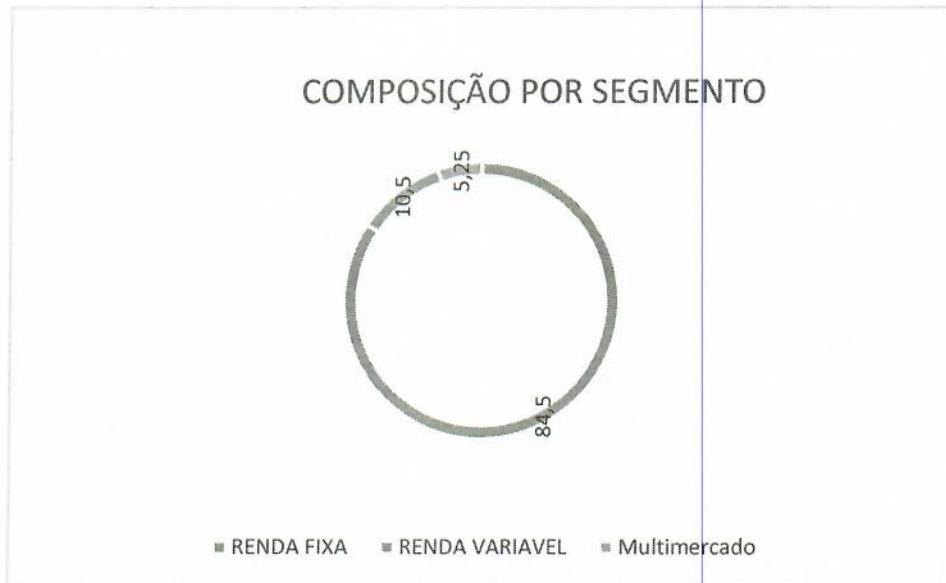 COMPOSIÇÃO POR SEGMENTO
5,25
10,5
84,5
RENDA FIXA RENDA VARIAVEL Multimercado